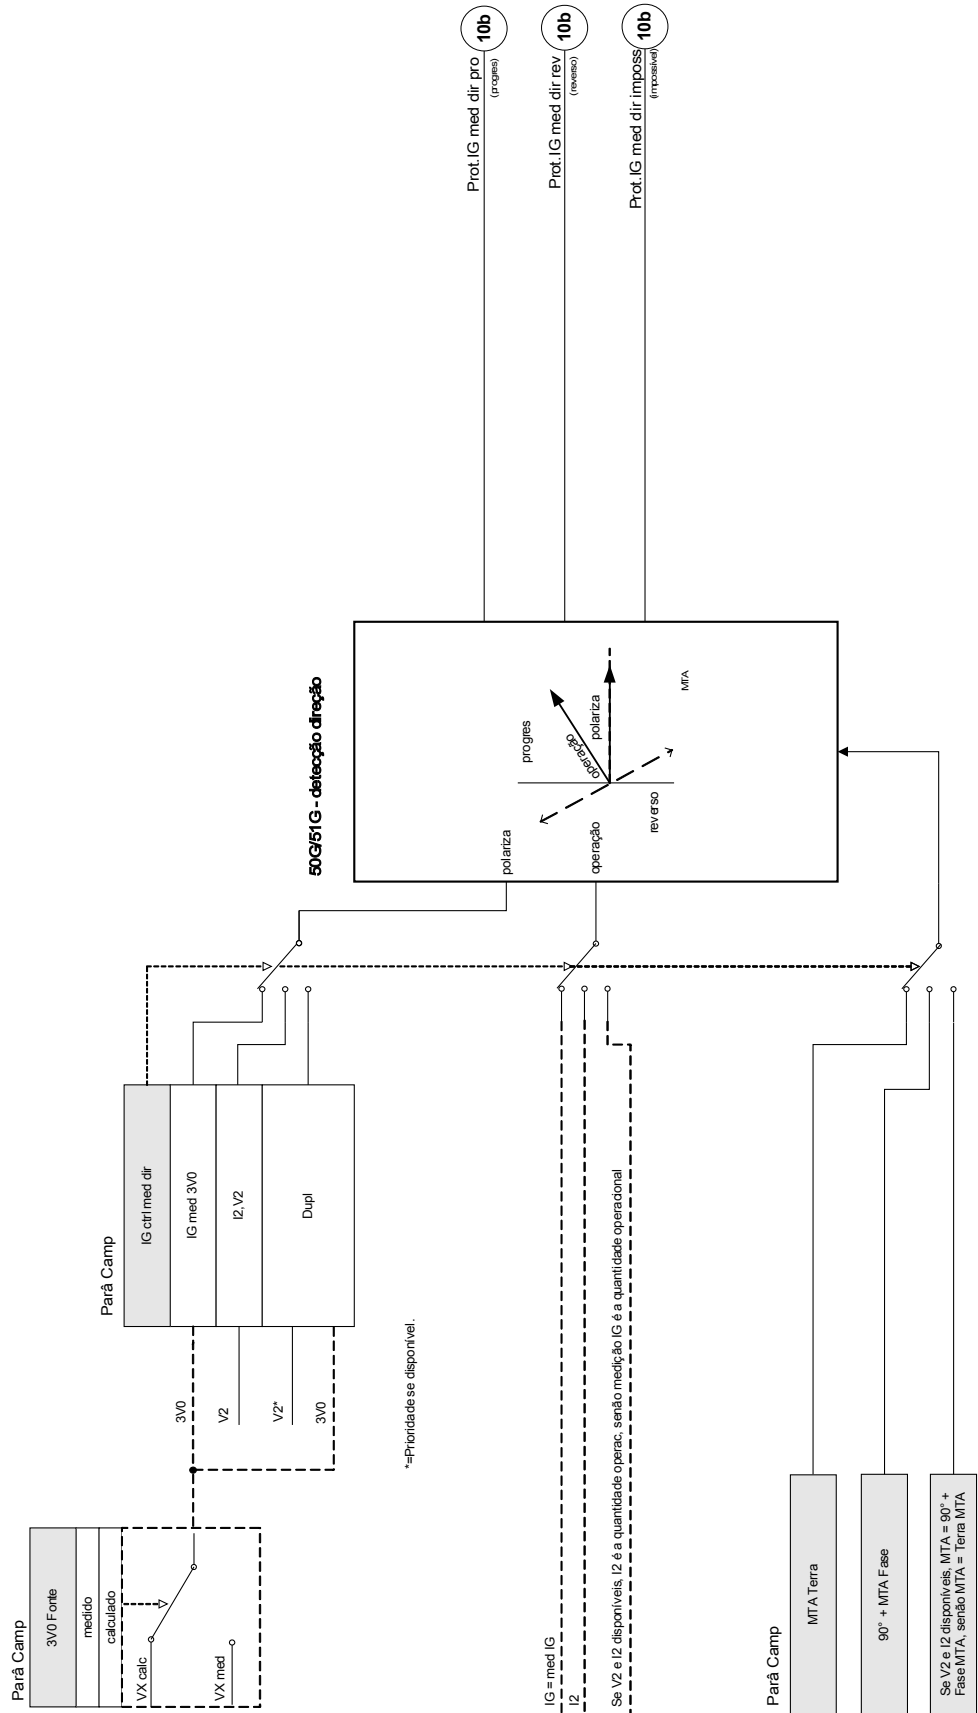 Parâ Camp
3V0 Fonte
medido
calculado
VX calc
VX med
Parâ Camp
IG ctrl med dir
IG med 3V0
I2,V2
Dupl
3V0
V2
V2*
3V0
*=Prioridade se disponível.
50G/51G - detecção direção
polariza
operação
progres
operação
polariza
reverso
MTA
Prot.IG med dir pro
(progres)
10b
Prot.IG med dir rev
(reverso)
10b
Prot.IG med dir imposs
(impossível)
10b
IG = med IG
I2
Se V2 e I2 disponíveis, I2 é a quantidade operac, senão medição IG é a quantidade operacional
Parâ Camp
MTA Terra
90° + MTA Fase
Se V2 e I2 disponíveis, MTA = 90° +
Fase MTA, senão MTA = Terra MTA